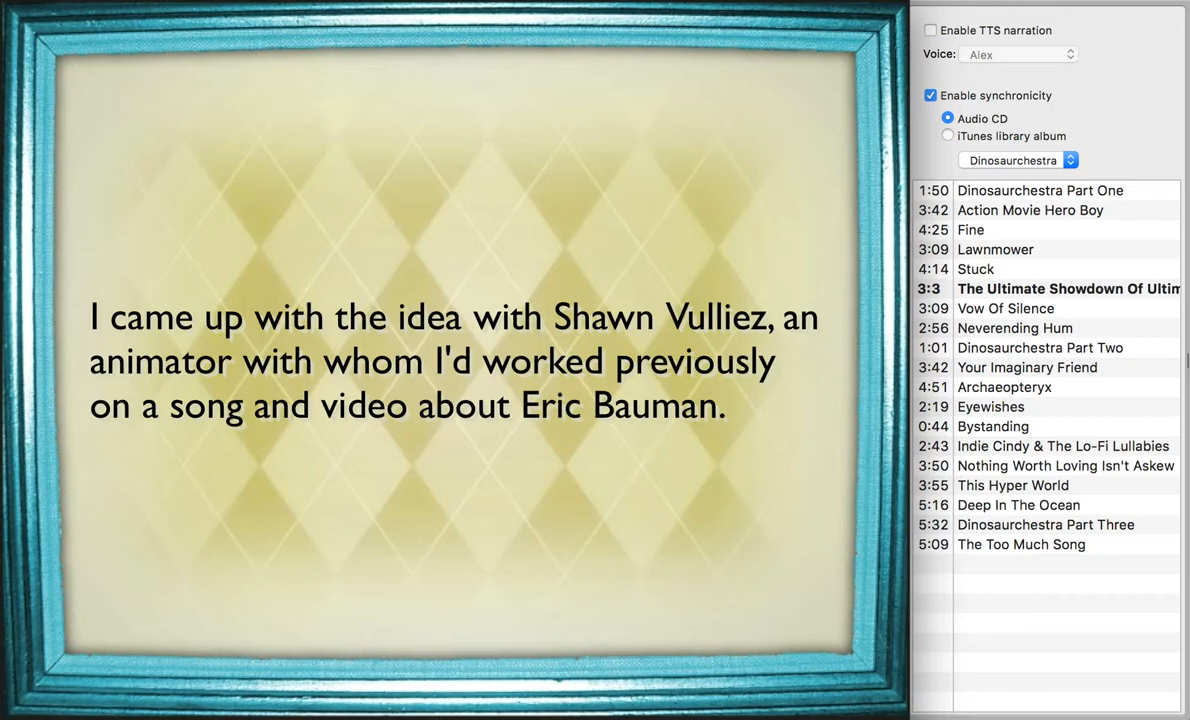 I came up with the idea with Shawn Vulliez, an
animator with whom I'd worked previously
on a song and video about Eric Bauman.
Enable TTS narration
Voice: Alex
Enable synchronicity
Audio CD
iTunes library album
Dinosaurchestra
1:50 Dinosaurchestra Part One
3:42 Action Movie Hero Boy
4:25 Fine
3:09 Lawnmower
4:14 Stuck
3:3 The Ultimate Showdown Of Ultim
3:09 Vow Of Silence
2:56 Neverending Hum
1:01 Dinosaurchestra Part Two
3:42 Your Imaginary Friend
4:51 Archaeopteryx
2:19 Eyewishes
0:44 Bystanding
2:43 Indie Cindy & The Lo-Fi Lullabies
3:50 Nothing Worth Loving Isn't Askew
3:55 This Hyper World
5:16 Deep In The Ocean
5:32 Dinosaurchestra Part Three
5:09 The Too Much Song